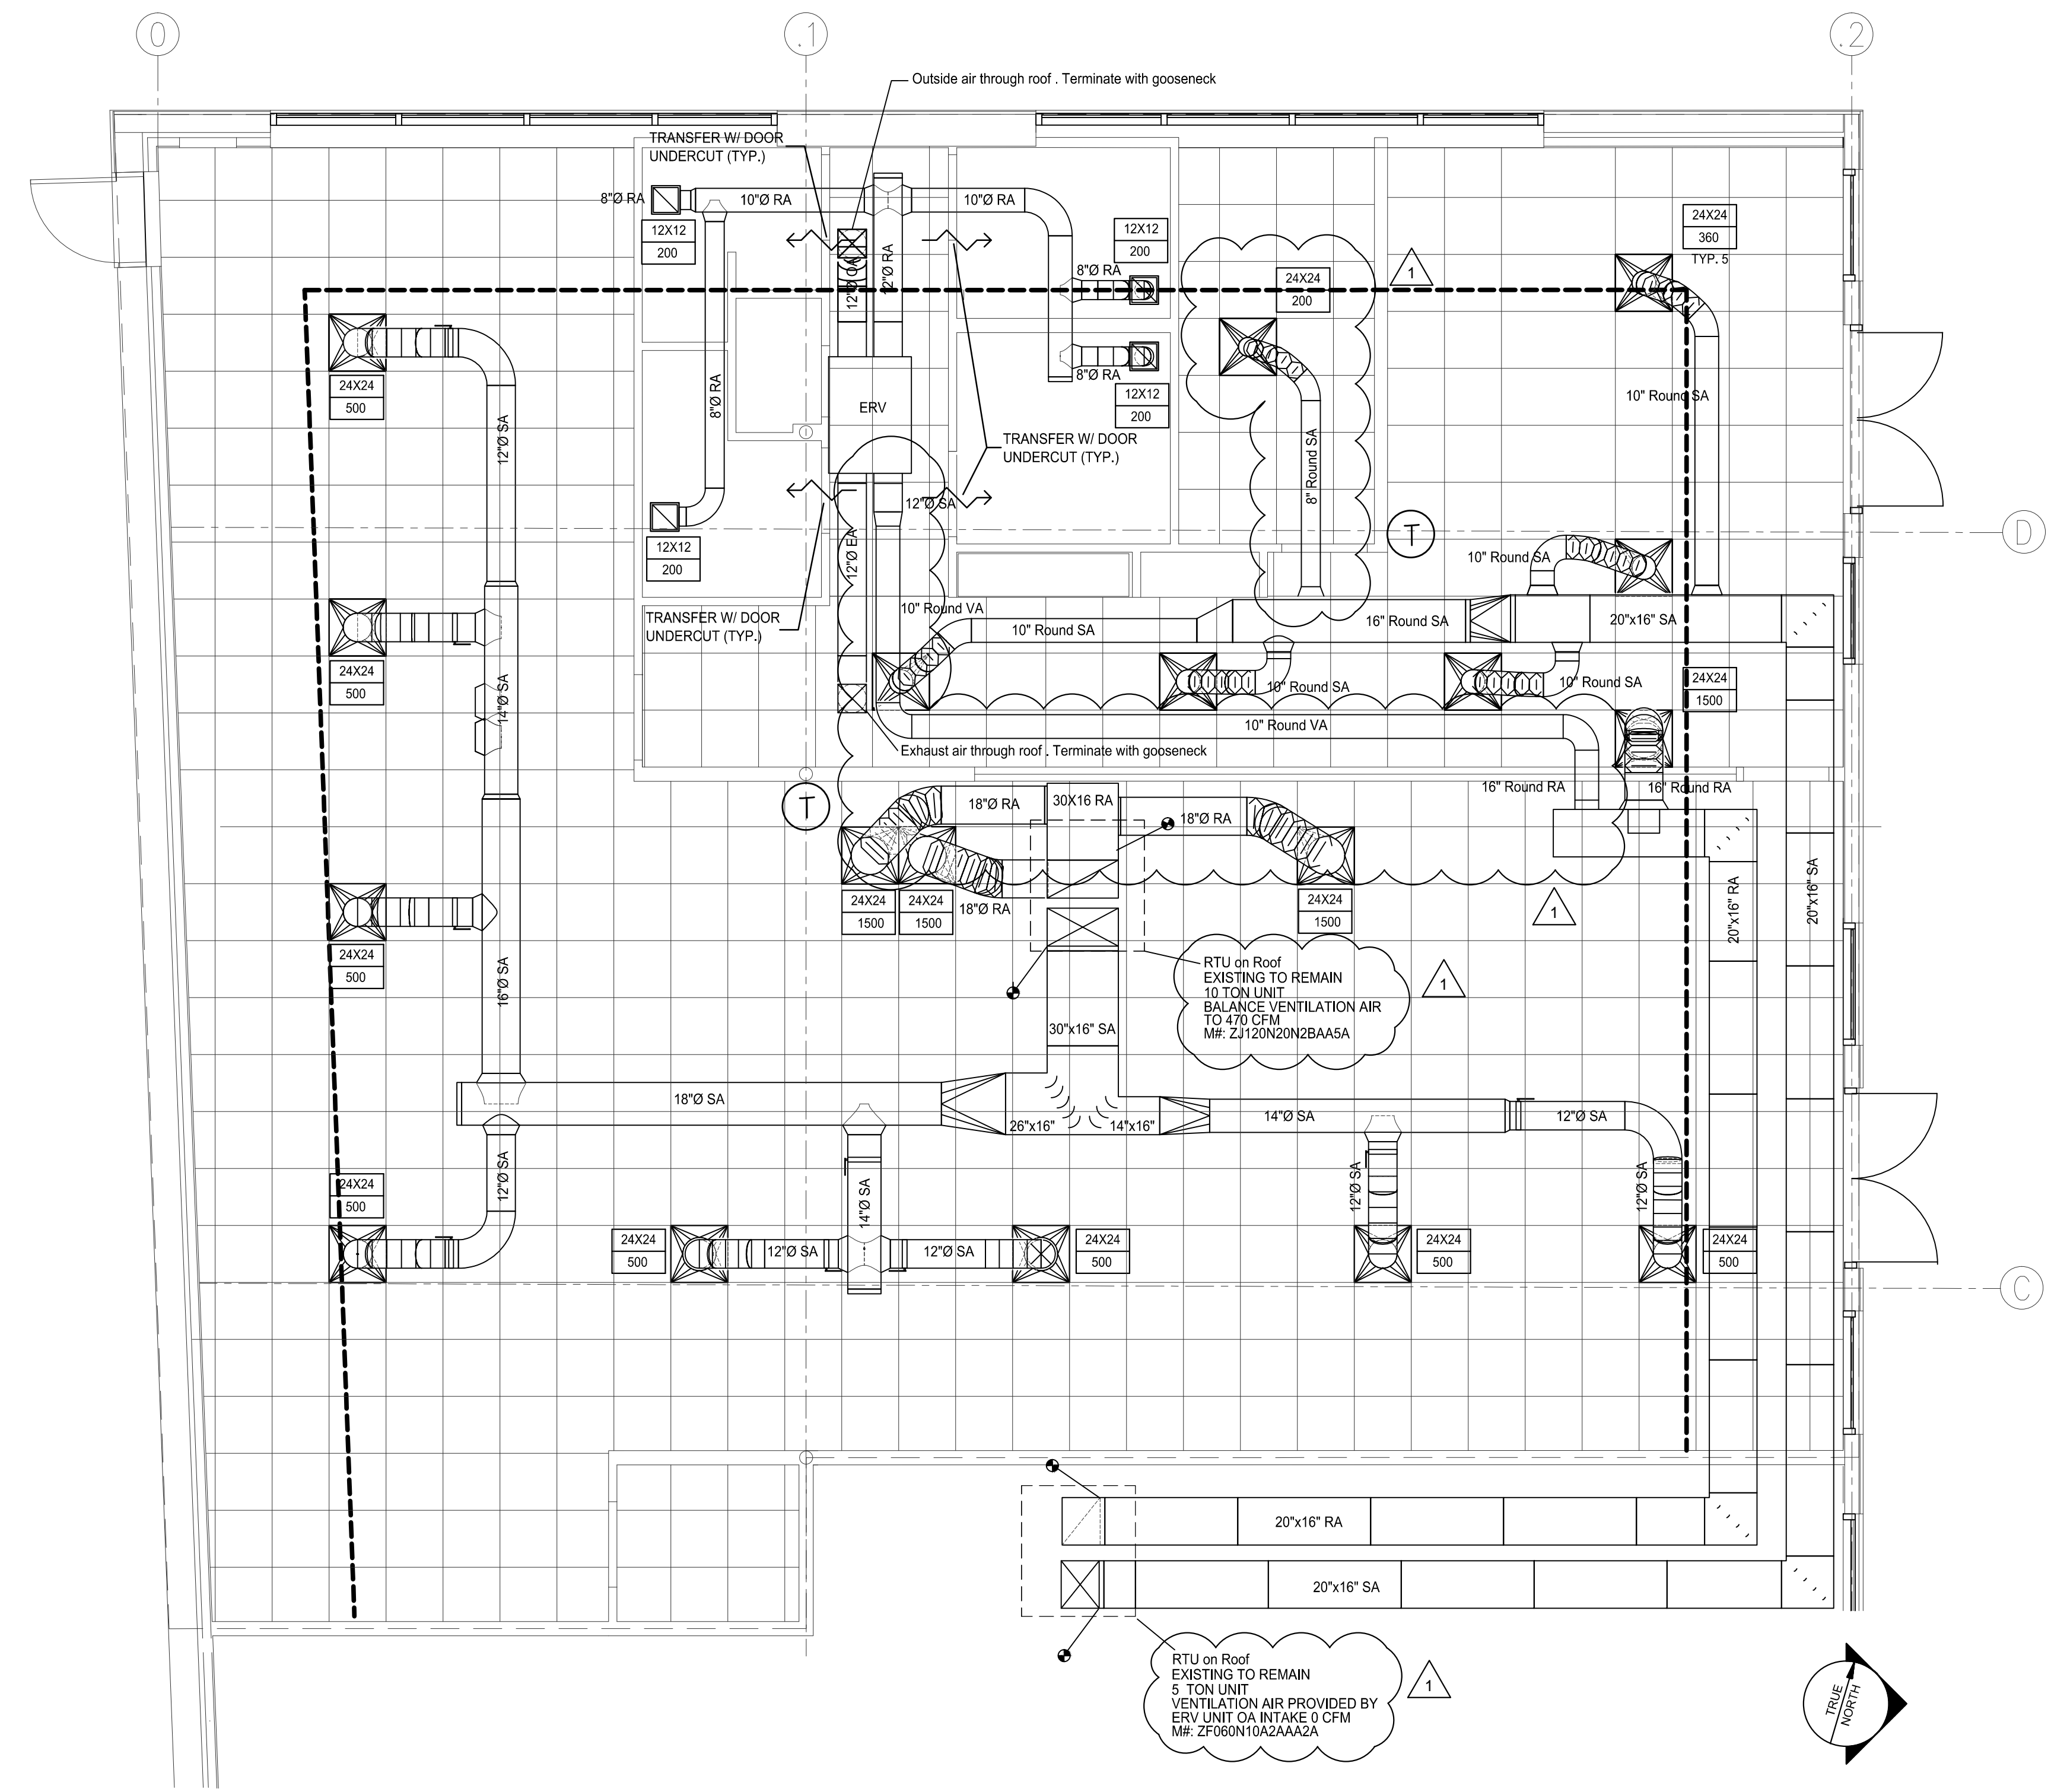 0
.1
.2
Outside air through roof . Terminate with gooseneck
TRANSFER W/ DOOR
UNDERCUT (TYP.)
8"Ø RA
10"Ø RA
10"Ø RA
12X12
200
12"Ø OA
12"Ø RA
12X12
200
8"Ø RA
24X24
200
1
24X24
360
TYP. 5
24X24
500
12"Ø SA
8"Ø RA
ERV
8"Ø RA
12X12
200
TRANSFER W/ DOOR
UNDERCUT (TYP.)
8" Round SA
10" Round SA
12"Ø SA
12"Ø EA
12X12
200
T
D
10" Round SA
TRANSFER W/ DOOR
UNDERCUT (TYP.)
10" Round VA
10" Round SA
16" Round SA
20"x16" SA
24X24
500
14"Ø SA
10" Round SA
10" Round SA
24X24
1500
10" Round VA
Exhaust air through roof . Terminate with gooseneck
16" Round RA
16" Round RA
T
18"Ø RA
30X16 RA
18"Ø RA
24X24
1500
24X24
1500
18"Ø RA
24X24
1500
1
20"x16" RA
20"x16" SA
24X24
500
16"Ø SA
RTU on Roof
EXISTING TO REMAIN
10 TON UNIT
BALANCE VENTILATION AIR
TO 470 CFM
M#: ZJ120N20N2BAA5A
1
30"x16" SA
18"Ø SA
26"x16"
14"x16"
14"Ø SA
12"Ø SA
24X24
500
12"Ø SA
14"Ø SA
12"Ø SA
12"Ø SA
24X24
500
12"Ø SA
12"Ø SA
24X24
500
24X24
500
24X24
500
C
20"x16" RA
20"x16" SA
RTU on Roof
EXISTING TO REMAIN
5 TON UNIT
VENTILATION AIR PROVIDED BY
ERV UNIT OA INTAKE 0 CFM
M#: ZF060N10A2AAA2A
1
TRUE
NORTH